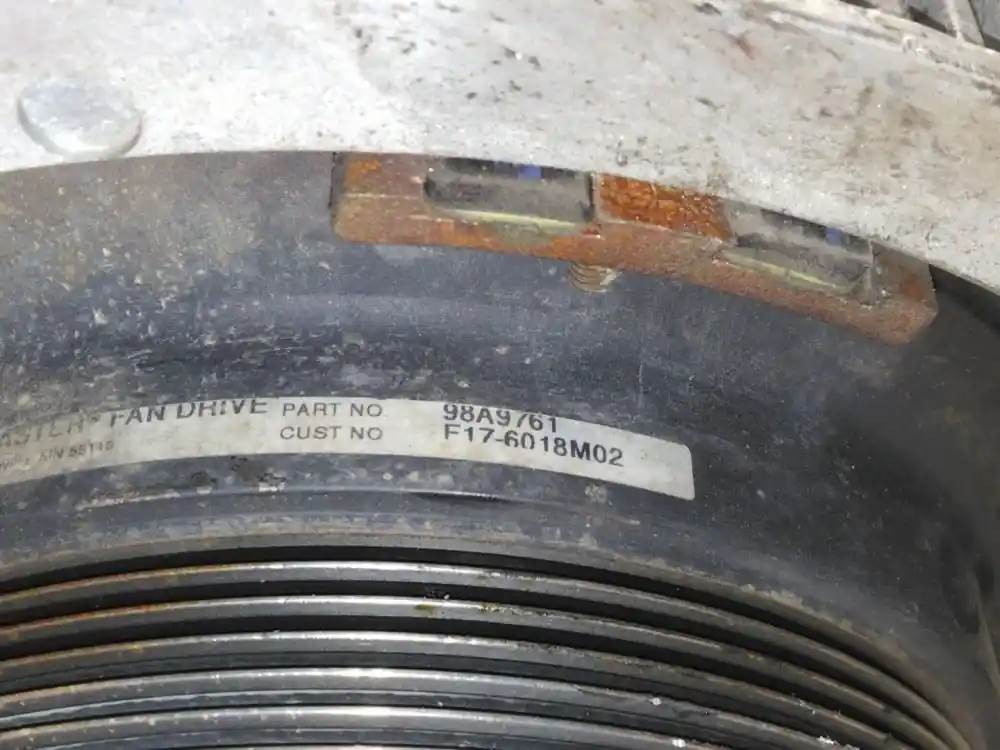 FAN DRIVE PART NO 98A9761
CUST NO F17-6018M02